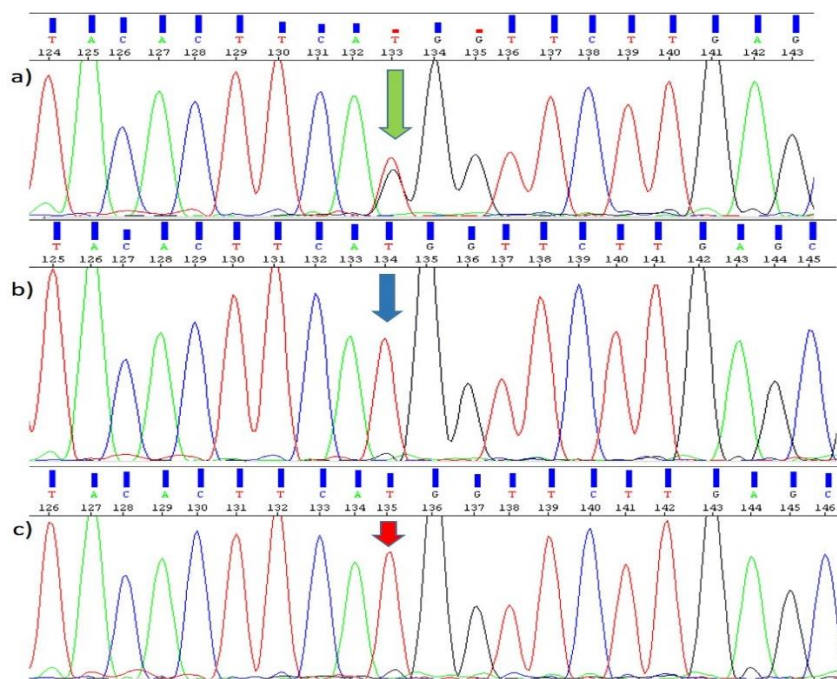 T A C A C T T C A T G G T T C T T G A G
124 125 126 127 128 129 130 131 132 133 134 135 136 137 138 139 140 141 142 143
a)
T A C A C T T C A T G G T T C T T G A G C
125 126 127 128 129 130 131 132 133 134 135 136 137 138 139 140 141 142 143 144 145
b)
T A C A C T T C A T G G T T C T T G A G C
126 127 128 129 130 131 132 133 134 135 136 137 138 139 140 141 142 143 144 145 146
c)